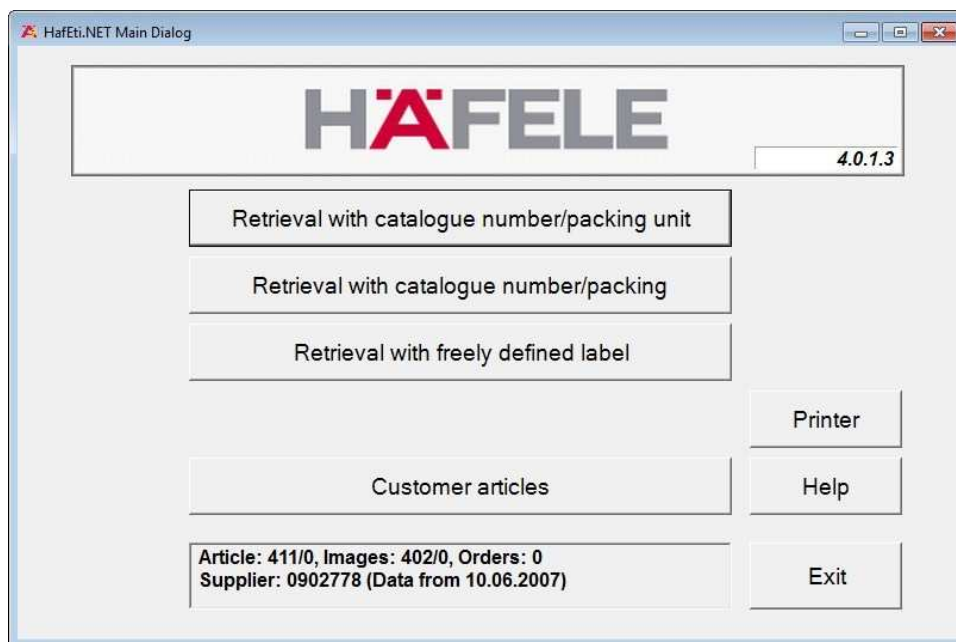 HafEti.NET Main Dialog
HÄFELE
4.0.1.3
Retrieval with catalogue number/packing unit
Retrieval with catalogue number/packing
Retrieval with freely defined label
Printer
Customer articles
Help
Article: 411/0, Images: 402/0, Orders: 0
Supplier: 0902778 (Data from 10.06.2007)
Exit